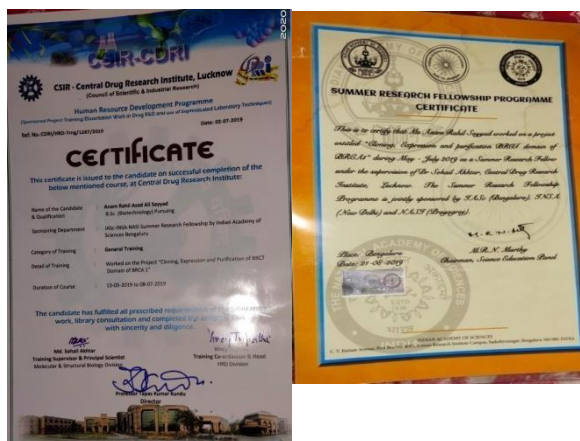 2020
CSIR-CDRI
CSIR - Central Drug Research Institute, Lucknow
(Council of Scientific & Industrial Research)
Human Resource Development Programme
(Sponsored Project Training/Dissertation Work in Drug R&D and use of Sophisticated Laboratory Techniques)
Ref: No. CDRI/HRD-Trng/1287/2019
Date: 02-07-2019
CERTIFICATE
This certificate is issued to the candidate on successful completion of the
below mentioned course, at Central Drug Research Institute:
Name of the Candidate : Anam Rahil Azad Ali Sayyad
& Qualification B.Sc. (Biotechnology) Pursuing
Sponsoring Department : IASc-INSA-NASI Summer Research Fellowship by Indian Academy of
Sciences Bengaluru
Category of Training : General Training
Detail of Training : Worked on the Project "Cloning, Expression and Purification of BRCT
Domain of BRCA 1"
Duration of Course : 13-05-2019 to 08-07-2019
The candidate has fulfilled all prescribed
work, library consultation and completed
with sincerity and diligence.
Md. Sohail Akhtar
Training Supervisor & Principal Scientist
Molecular & Structural Biology Division
Training Co-ordinator & Head
HRD Division
Professor Tapas Kumar Kundu
Director
SUMMER RESEARCH FELLOWSHIP PROGRAMME
CERTIFICATE
This is to certify that Ms Anam Rahil Sayyad worked on a project
entitled "Cloning, Expression and purification BRCT domain of
BRCA1" during May - July 2019 as a Summer Research Fellow
under the supervision of Dr Sohail Akhtar, Central Drug Research
Institute, Lucknow. The Summer Research Fellowship
Programme is jointly sponsored by IASc (Bengaluru), INSA
(New Delhi) and NASI (Prayagraj).
Place: Bengaluru
Date: 21-08-2019
M.R.N. Murthy
Chairman, Science Education Panel
INDIAN ACADEMY OF SCIENCES